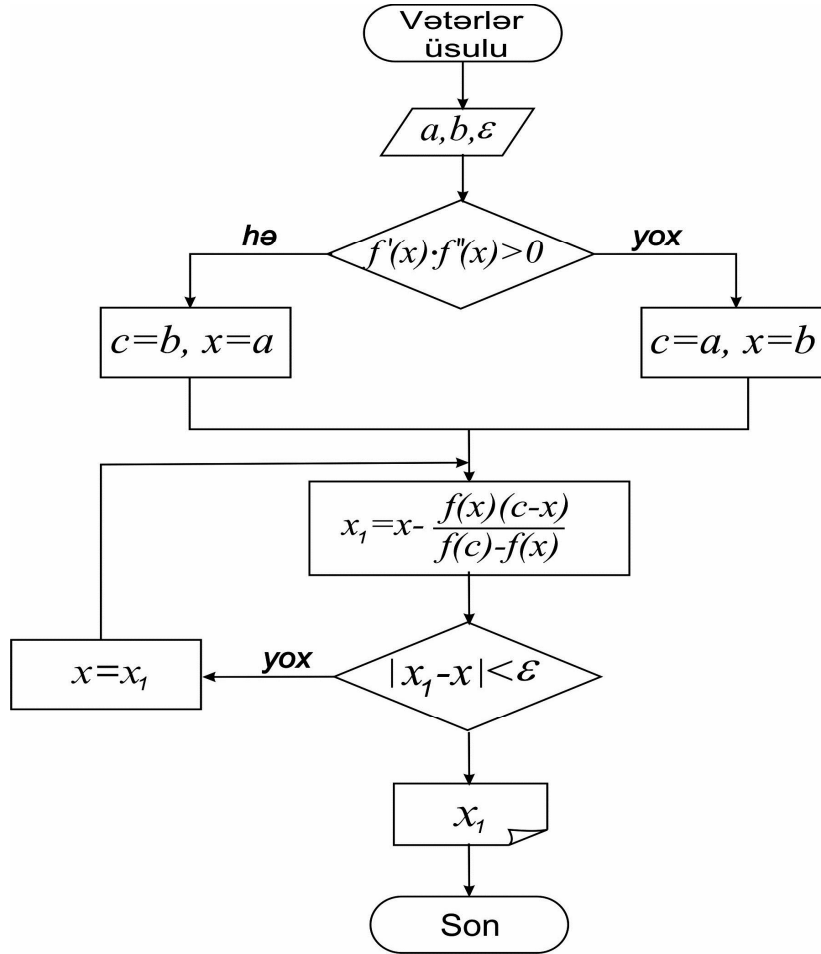 Vətərlər
üsulu
a,b,ε
hə
f'(x)·f"(x)>0
yox
c=b, x=a
c=a, x=b
x₁=x- f(x)(c-x)
f(c)-f(x)
x=x₁
yox
|x₁-x|<ε
x₁
Son